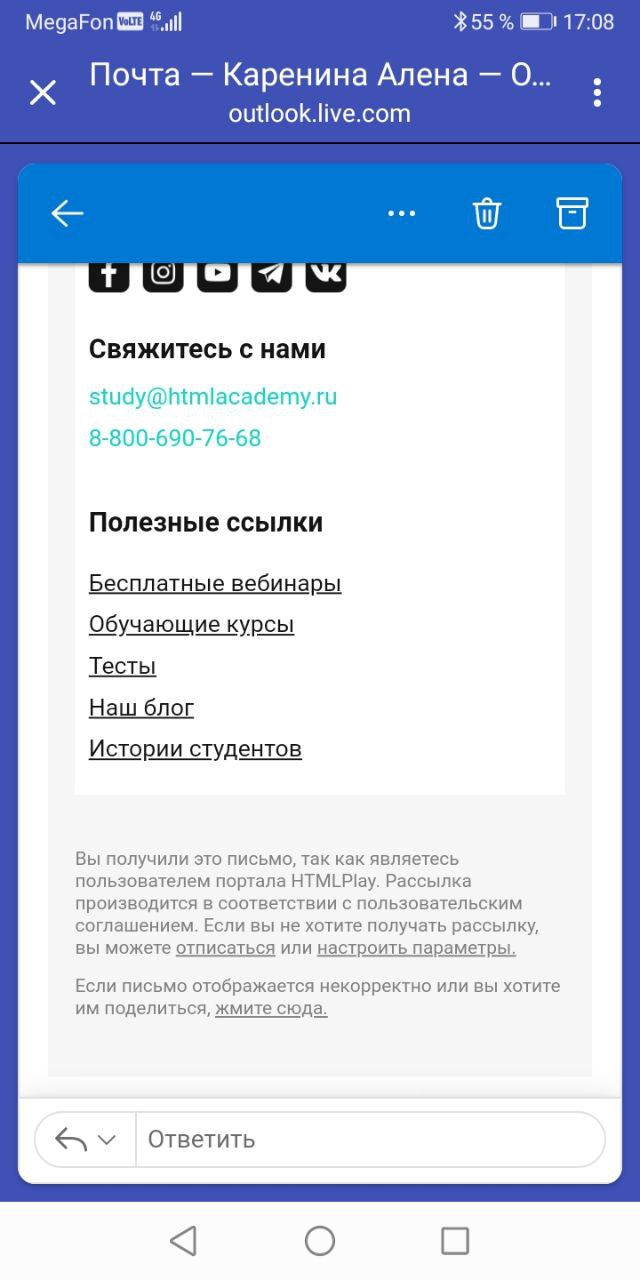 MegaFon VoLTE 4G 55 % 17:08
Почта — Каренина Алена — О...
outlook.live.com
Свяжитесь с нами
study@htmlacademy.ru
8-800-690-76-68
Полезные ссылки
Бесплатные вебинары
Обучающие курсы
Тесты
Наш блог
Истории студентов
Вы получили это письмо, так как являетесь
пользователем портала HTMLPlay. Рассылка
производится в соответствии с пользовательским
соглашением. Если вы не хотите получать рассылку,
вы можете отписаться или настроить параметры.
Если письмо отображается некорректно или вы хотите
им поделиться, жмите сюда.
Ответить